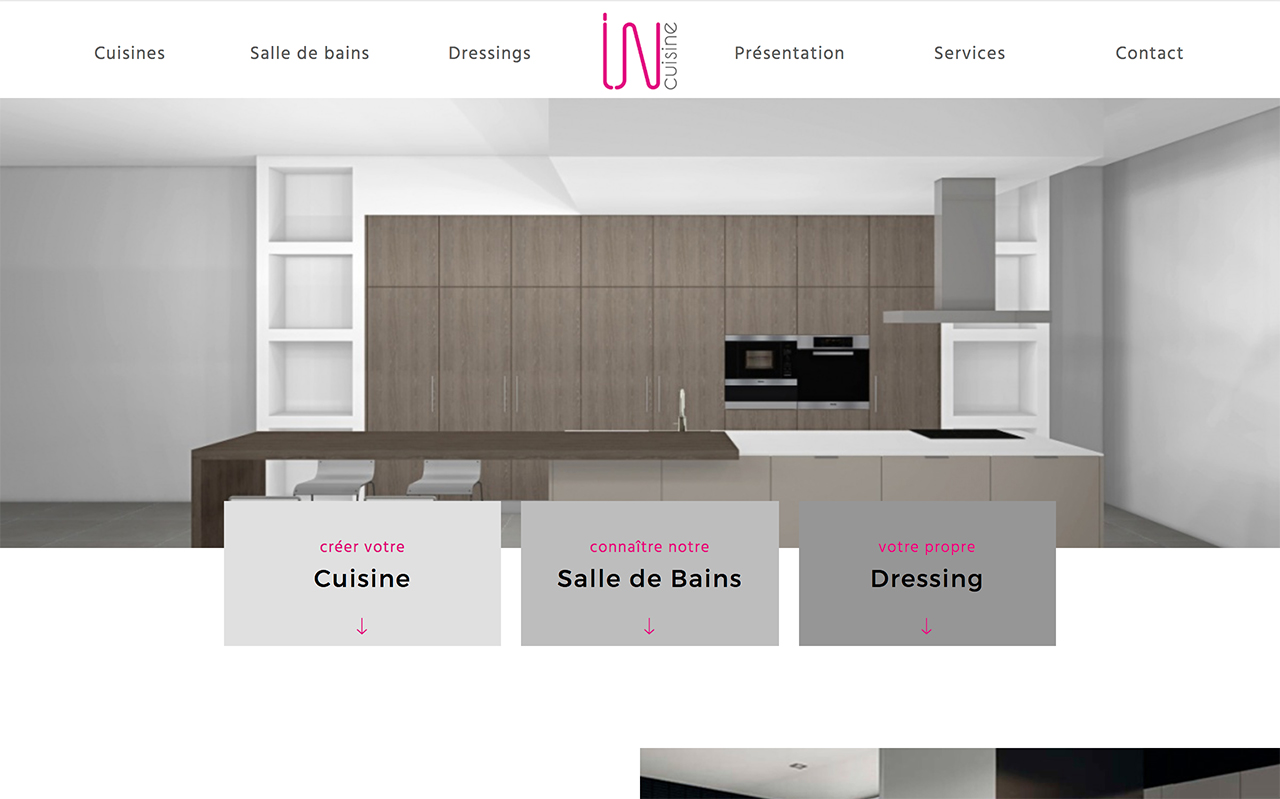 Cuisines
Salle de bains
Dressings
iN cuisine
Présentation
Services
Contact
créer votre
Cuisine
connaître notre
Salle de Bains
votre propre
Dressing